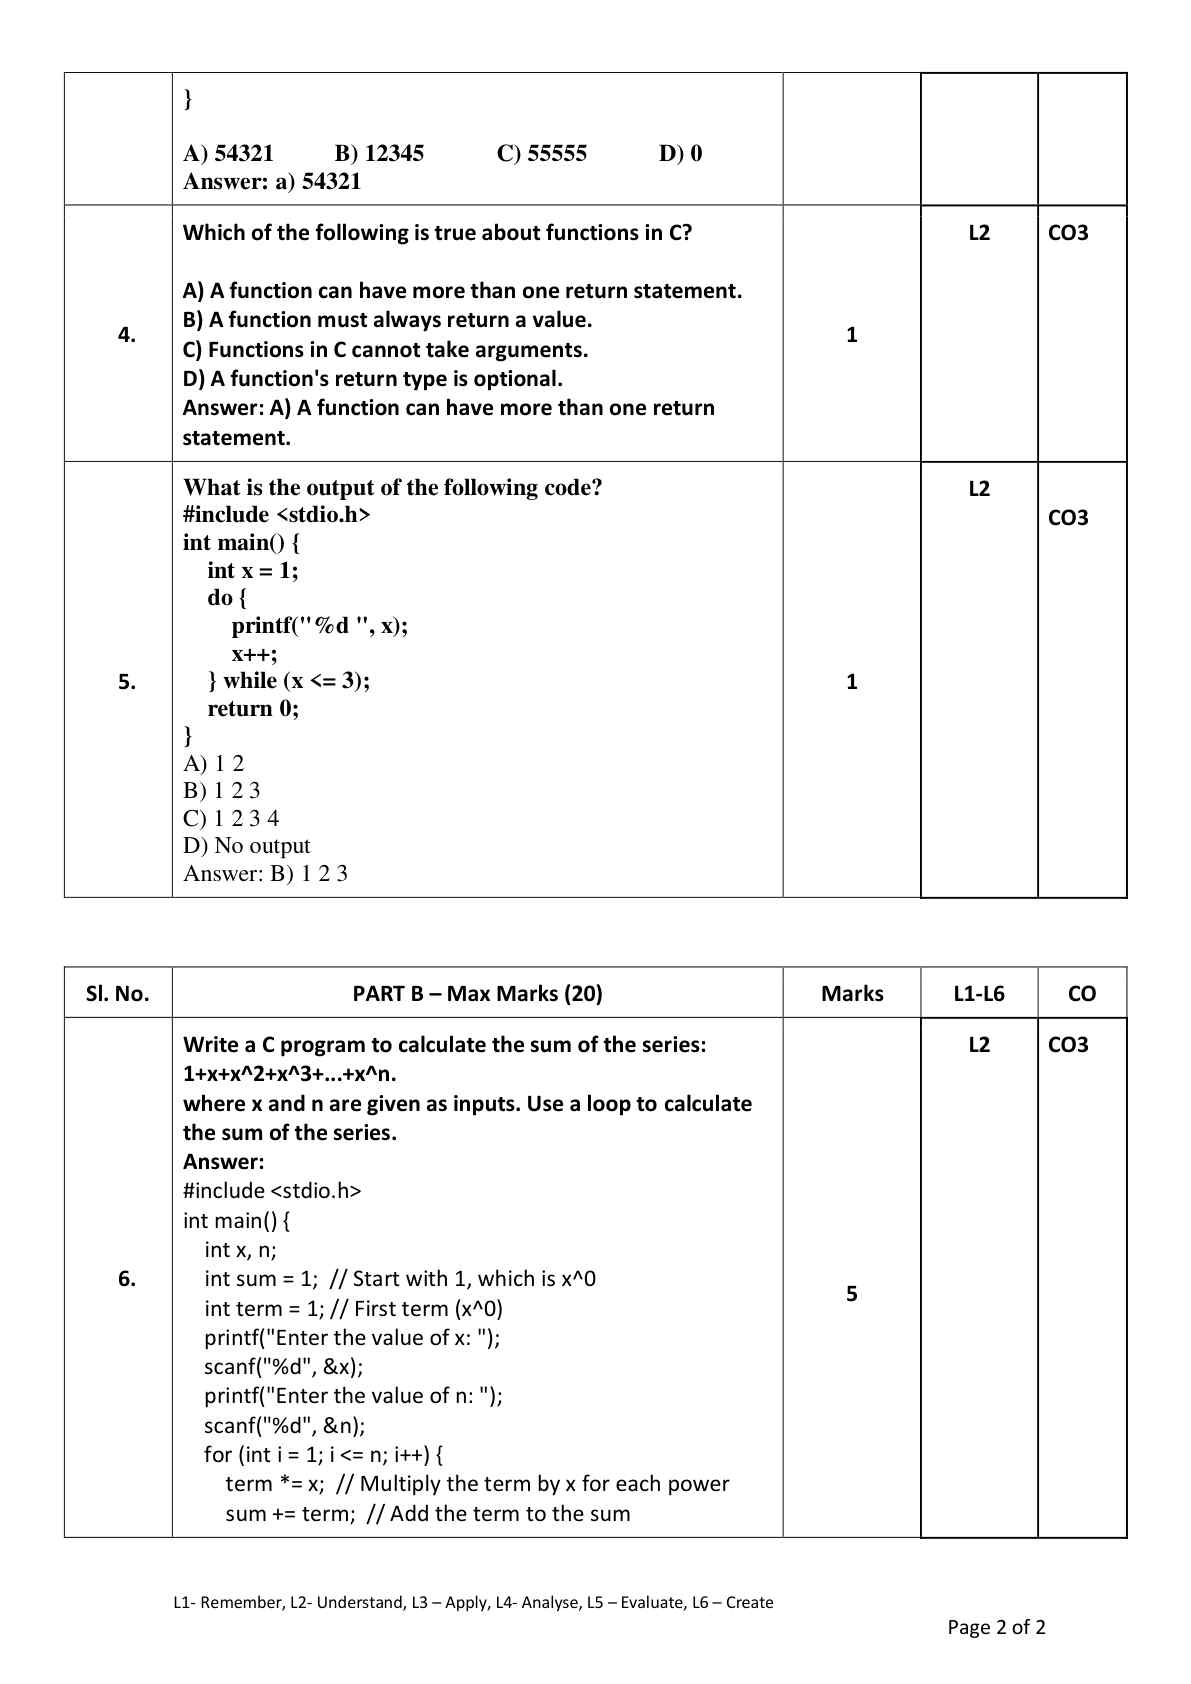 }
A) 54321 B) 12345 C) 55555 D) 0
Answer: a) 54321
4.
Which of the following is true about functions in C?
A) A function can have more than one return statement.
B) A function must always return a value.
C) Functions in C cannot take arguments.
D) A function's return type is optional.
Answer: A) A function can have more than one return
statement.
1
L2
CO3
5.
What is the output of the following code?
#include <stdio.h>
int main() {
    int x = 1;
    do {
        printf("%d ", x);
        x++;
    } while (x <= 3);
    return 0;
}
A) 1 2
B) 1 2 3
C) 1 2 3 4
D) No output
Answer: B) 1 2 3
1
L2
CO3
Sl. No. PART B – Max Marks (20) Marks L1-L6 CO
6.
Write a C program to calculate the sum of the series:
1+x+x^2+x^3+...+x^n.
where x and n are given as inputs. Use a loop to calculate
the sum of the series.
Answer:
#include <stdio.h>
int main() {
    int x, n;
    int sum = 1;  // Start with 1, which is x^0
    int term = 1; // First term (x^0)
    printf("Enter the value of x: ");
    scanf("%d", &x);
    printf("Enter the value of n: ");
    scanf("%d", &n);
    for (int i = 1; i <= n; i++) {
        term *= x;  // Multiply the term by x for each power
        sum += term;  // Add the term to the sum
5
L2
CO3
L1- Remember, L2- Understand, L3 – Apply, L4- Analyse, L5 – Evaluate, L6 – Create
Page 2 of 2